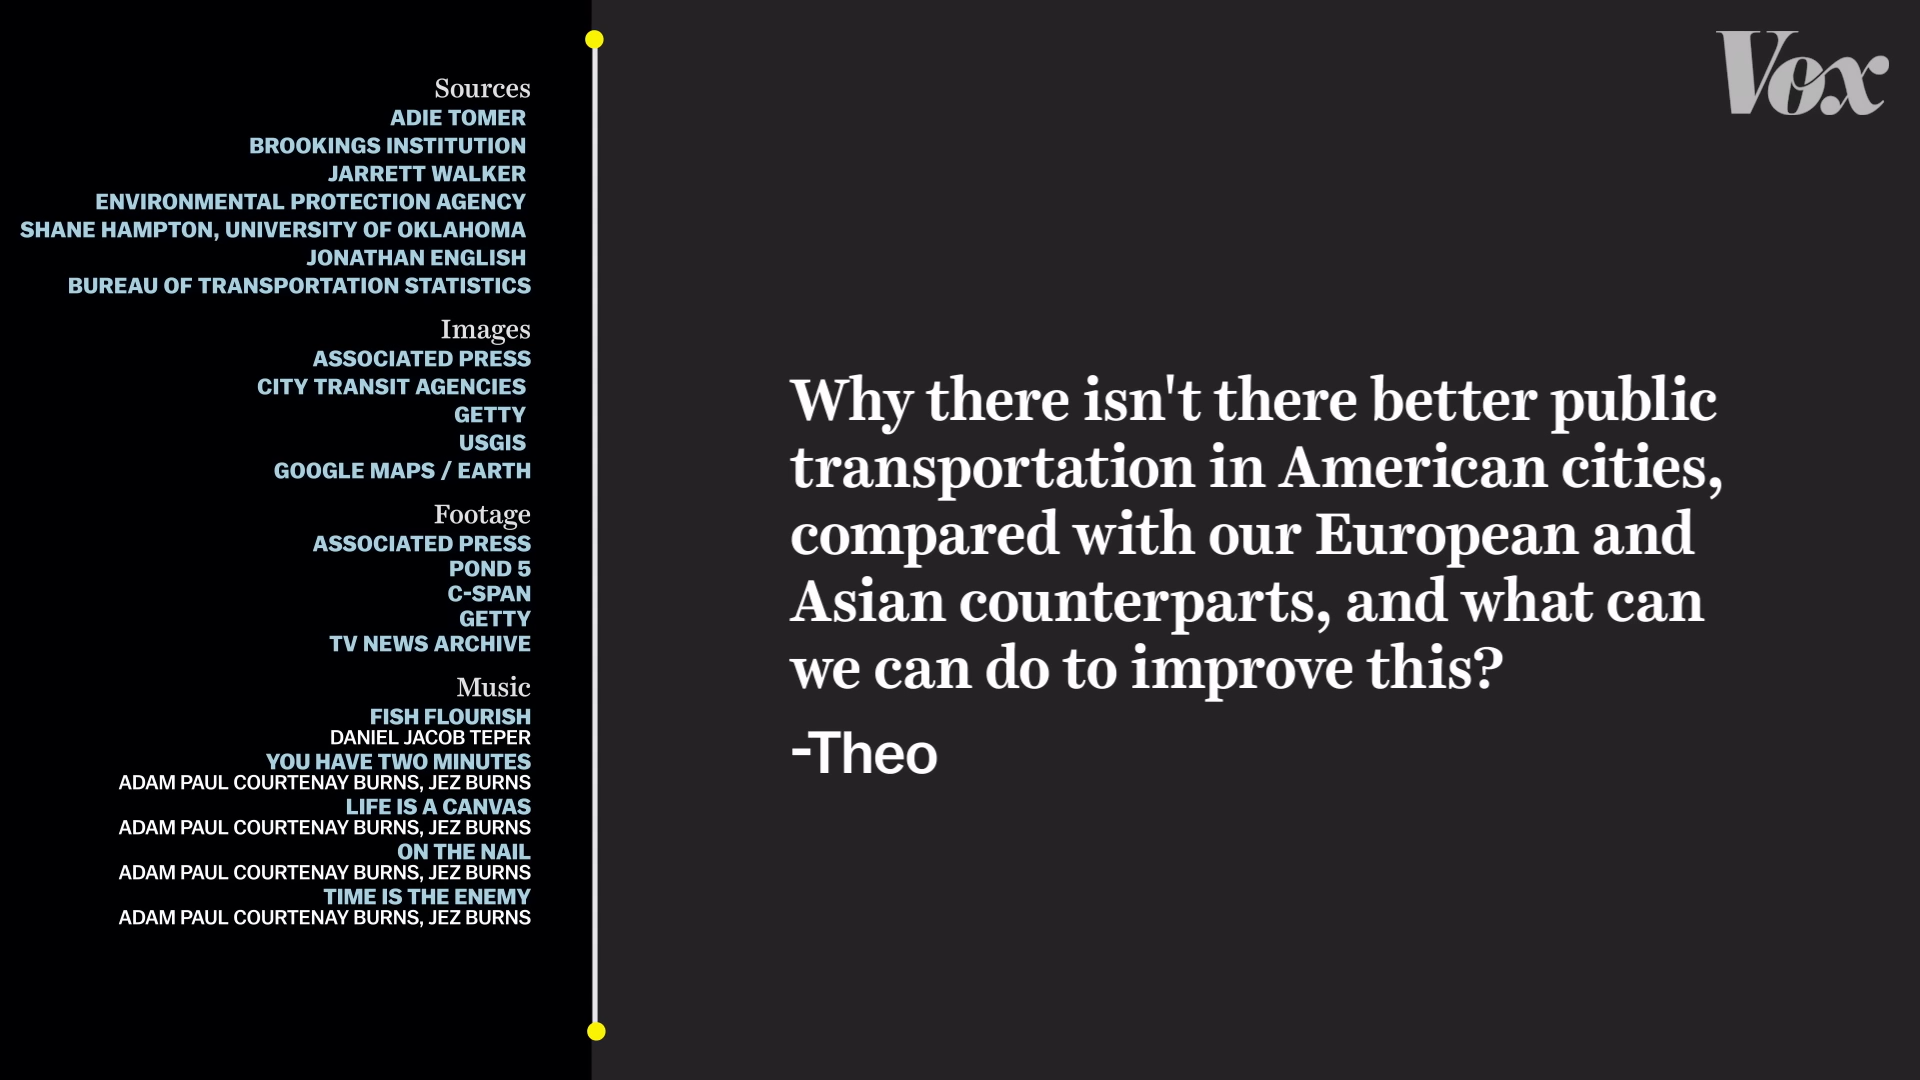 Sources
ADIE TOMER
BROOKINGS INSTITUTION
JARRETT WALKER
ENVIRONMENTAL PROTECTION AGENCY
SHANE HAMPTON, UNIVERSITY OF OKLAHOMA
JONATHAN ENGLISH
BUREAU OF TRANSPORTATION STATISTICS
Images
ASSOCIATED PRESS
CITY TRANSIT AGENCIES
GETTY
USGIS
GOOGLE MAPS / EARTH
Footage
ASSOCIATED PRESS
POND 5
C-SPAN
GETTY
TV NEWS ARCHIVE
Music
FISH FLOURISH
DANIEL JACOB TEPER
YOU HAVE TWO MINUTES
ADAM PAUL COURTENAY BURNS, JEZ BURNS
LIFE IS A CANVAS
ADAM PAUL COURTENAY BURNS, JEZ BURNS
ON THE NAIL
ADAM PAUL COURTENAY BURNS, JEZ BURNS
TIME IS THE ENEMY
ADAM PAUL COURTENAY BURNS, JEZ BURNS
Vox
Why there isn't there better public
transportation in American cities,
compared with our European and
Asian counterparts, and what can
we can do to improve this?
-Theo